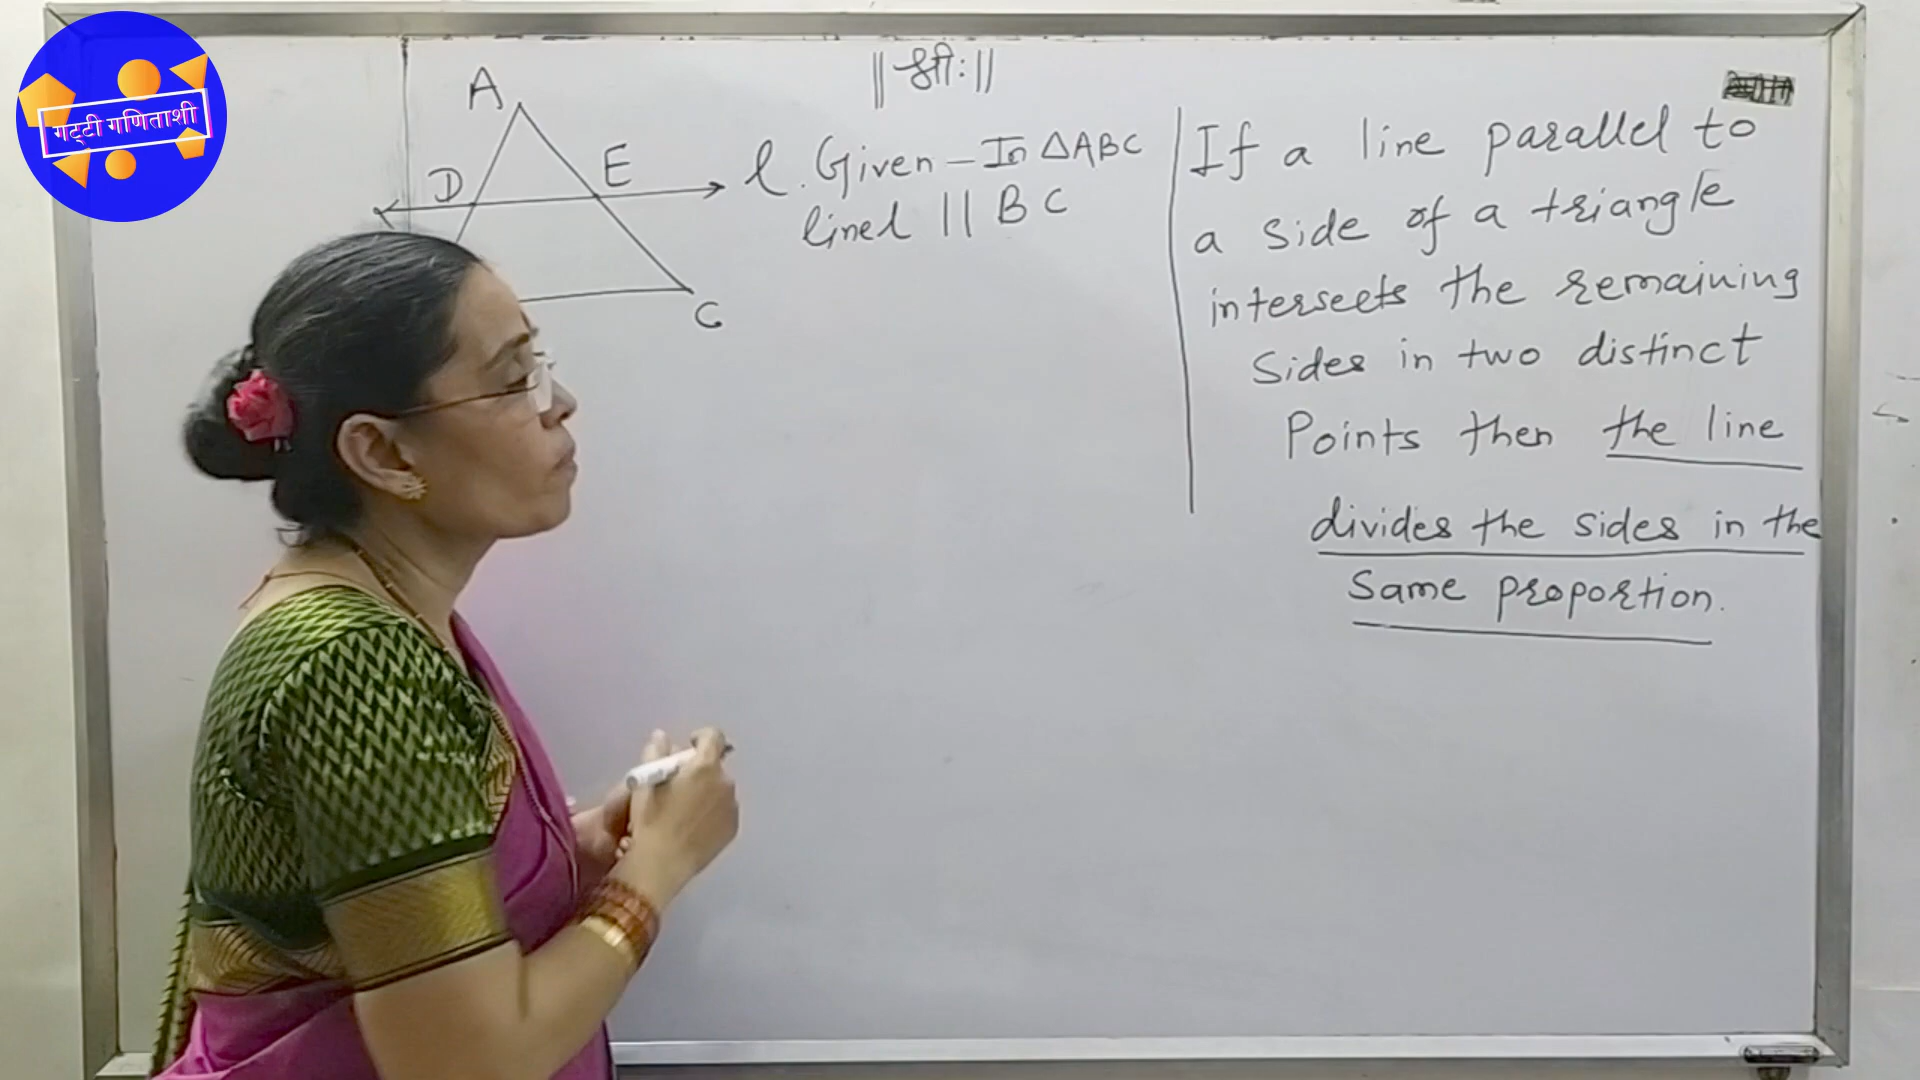 गट्टी गणिताशी
|| श्रीः ||
A
D
E
C
l
Given – In △ABC
line l || BC
If a line parallel to
a side of a triangle
intersects the remaining
sides in two distinct
Points then the line
divides the sides in the
Same proportion.